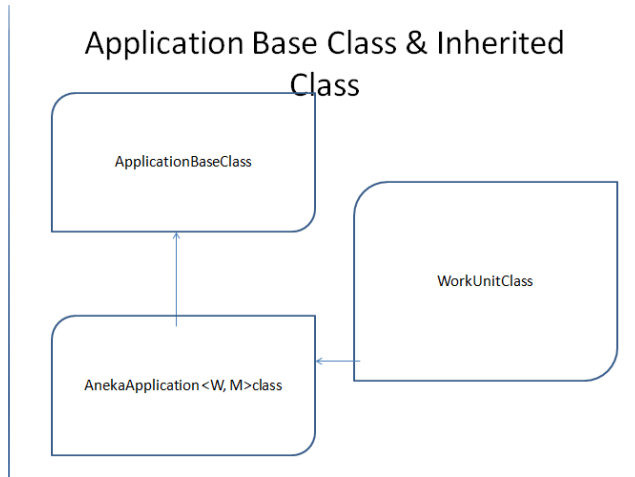 Application Base Class & Inherited
Class
ApplicationBaseClass
WorkUnitClass
AnekaApplication<W, M>class